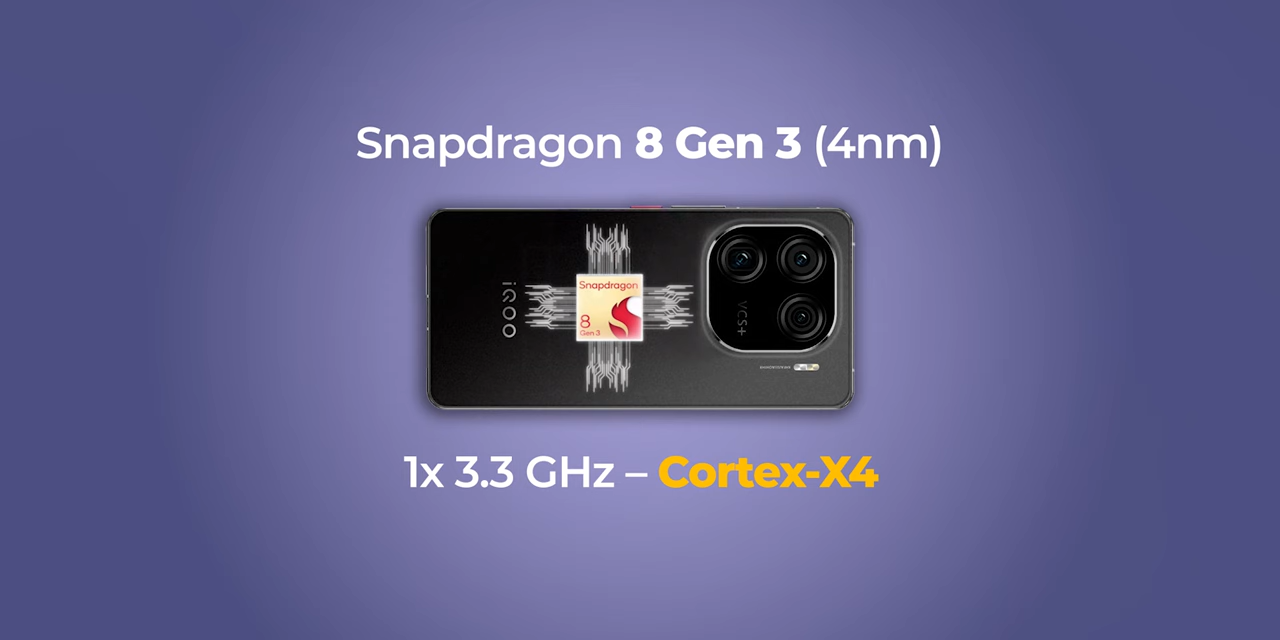 Snapdragon 8 Gen 3 (4nm)
iQOO
Snapdragon
8
Gen 3
VCS+
1x 3.3 GHz – Cortex-X4